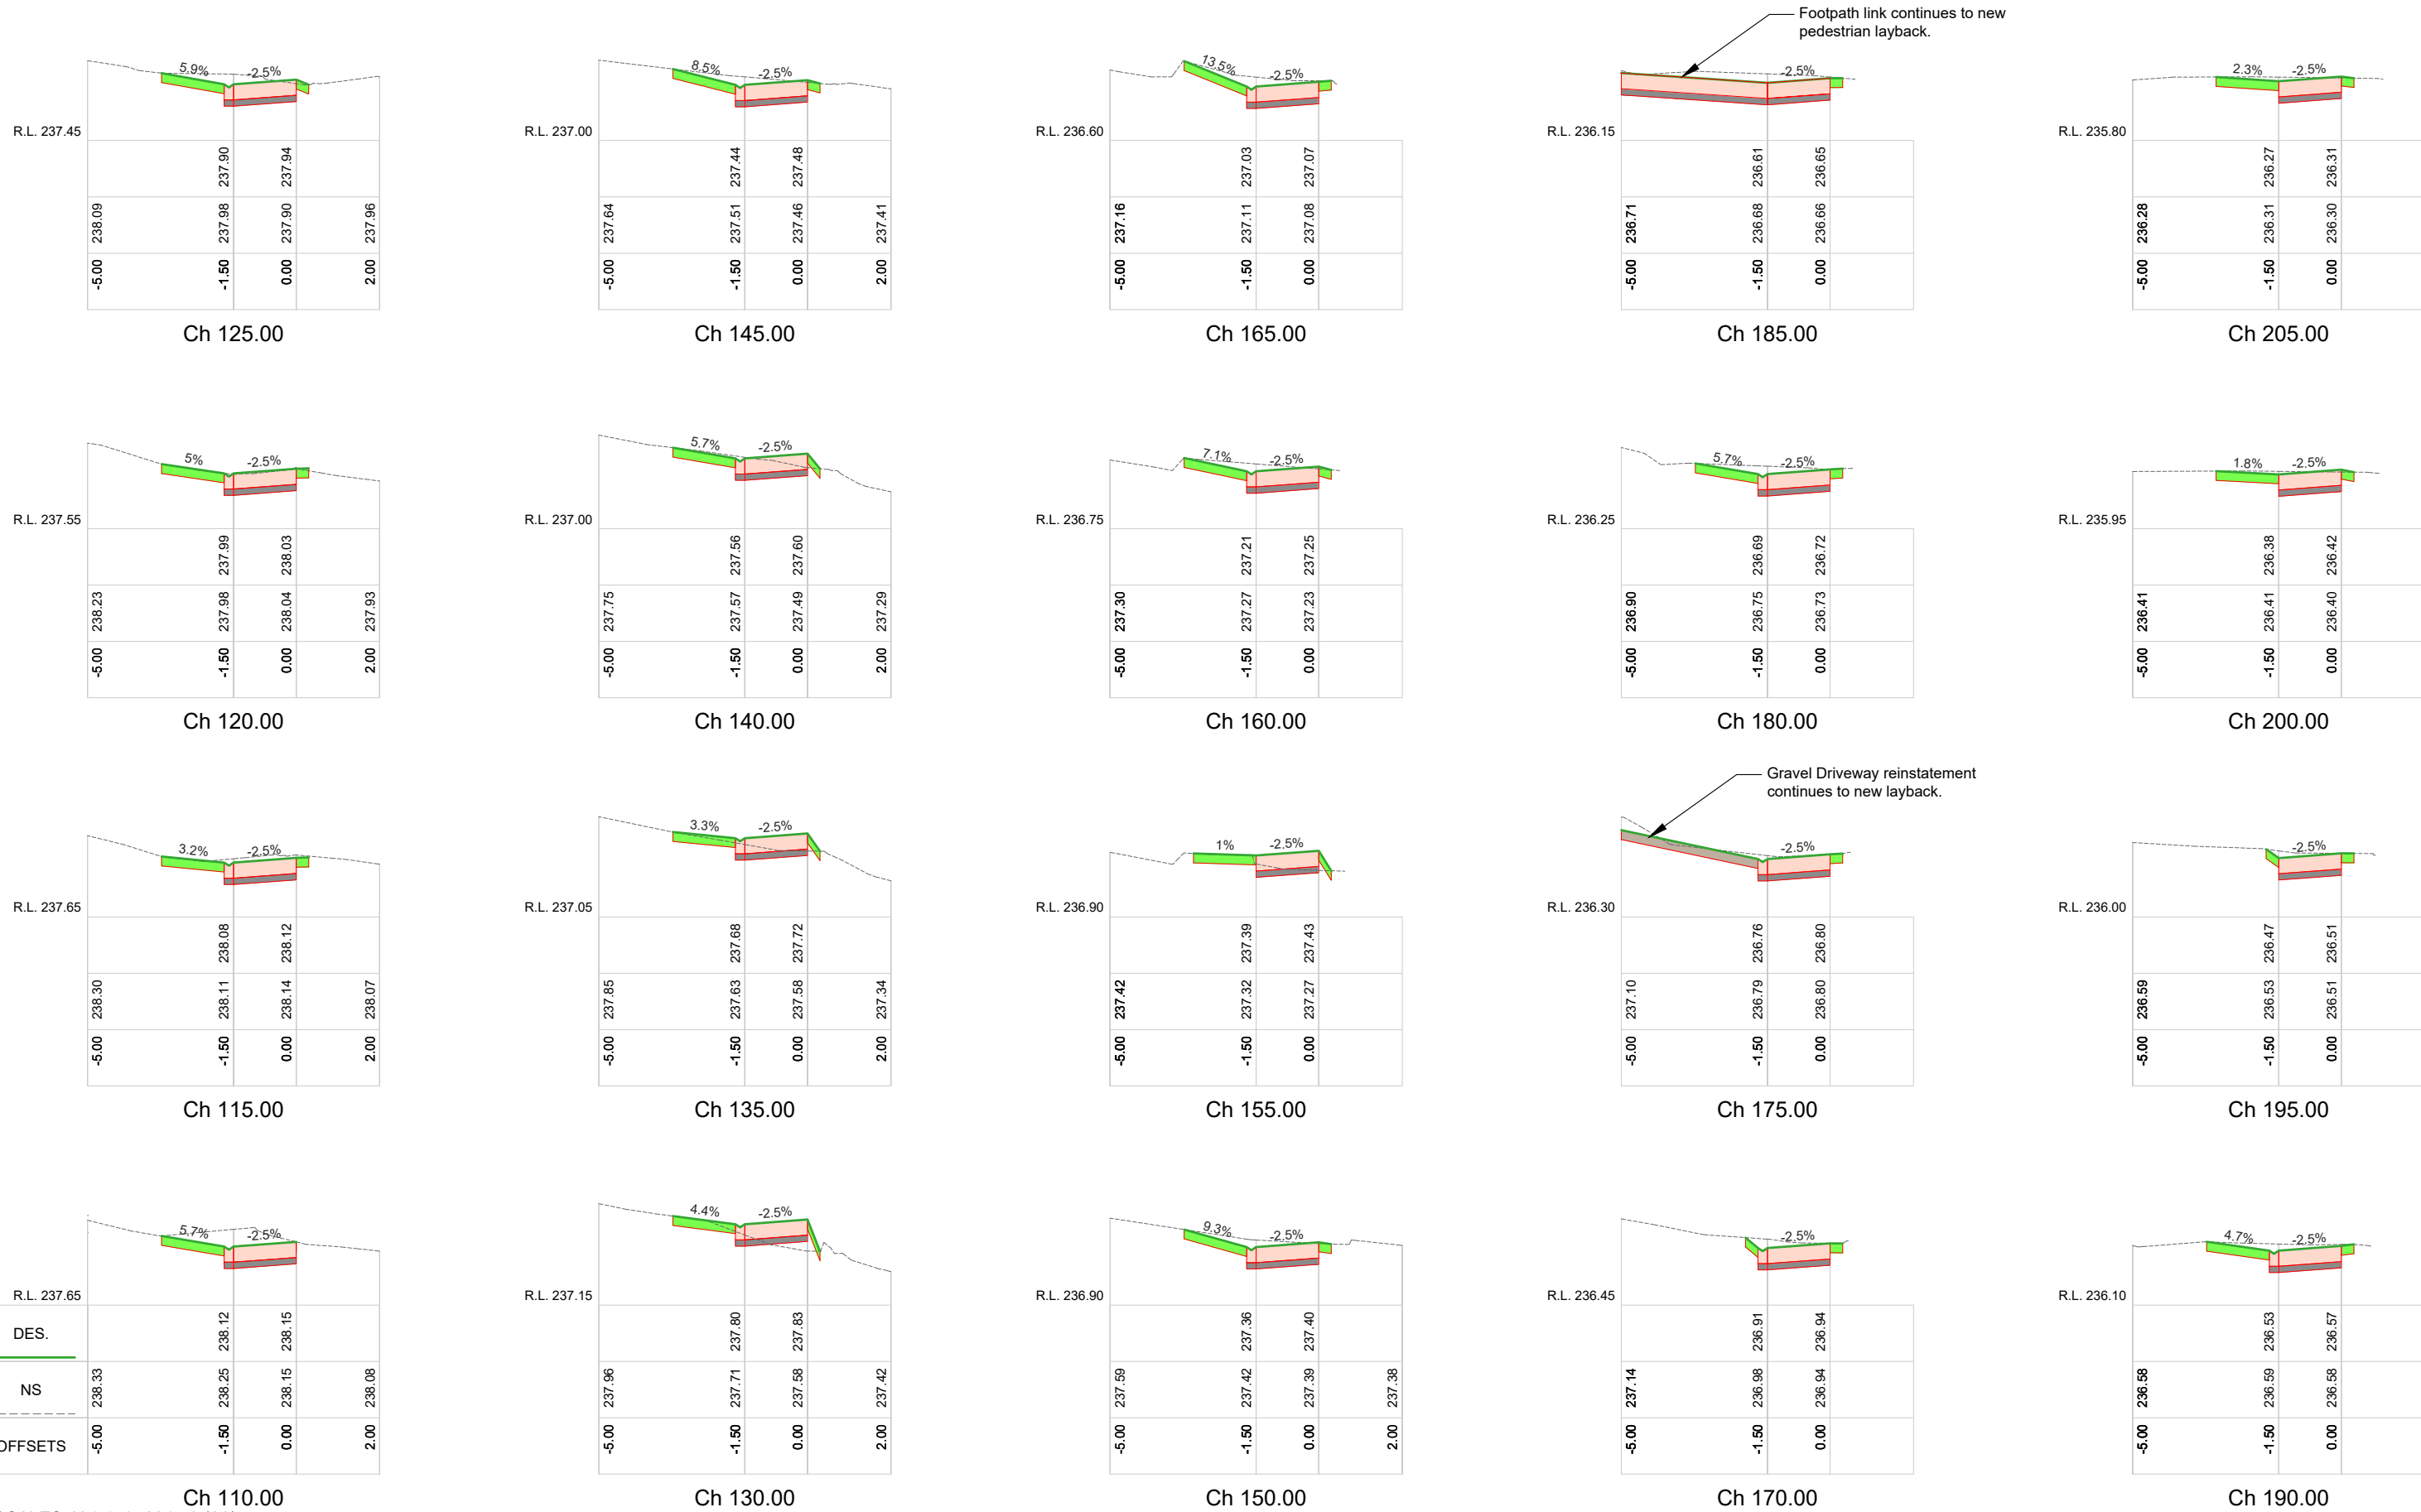 Footpath link continues to new
pedestrian layback.
5.9% -2.5%
R.L. 237.45
237.90 237.94
238.09 237.98 237.90 237.96
-5.00 -1.50 0.00 2.00
Ch 125.00
8.5% -2.5%
R.L. 237.00
237.44 237.48
237.64 237.51 237.46 237.41
-5.00 -1.50 0.00 2.00
Ch 145.00
13.5% -2.5%
R.L. 236.60
237.03 237.07
237.16 237.11 237.08
-5.00 -1.50 0.00
Ch 165.00
-2.5%
R.L. 236.15
236.61 236.65
236.71 236.68 236.66
-5.00 -1.50 0.00
Ch 185.00
2.3% -2.5%
R.L. 235.80
236.27 236.31
236.28 236.31 236.30
-5.00 -1.50 0.00
Ch 205.00
5% -2.5%
R.L. 237.55
237.99 238.03
238.23 237.98 238.04 237.93
-5.00 -1.50 0.00 2.00
Ch 120.00
5.7% -2.5%
R.L. 237.00
237.56 237.60
237.75 237.57 237.49 237.29
-5.00 -1.50 0.00 2.00
Ch 140.00
7.1% -2.5%
R.L. 236.75
237.21 237.25
237.30 237.27 237.23
-5.00 -1.50 0.00
Ch 160.00
5.7% -2.5%
R.L. 236.25
236.69 236.72
236.90 236.75 236.73
-5.00 -1.50 0.00
Ch 180.00
1.8% -2.5%
R.L. 235.95
236.38 236.42
236.41 236.41 236.40
-5.00 -1.50 0.00
Ch 200.00
3.2% -2.5%
R.L. 237.65
238.08 238.12
238.30 238.11 238.14 238.07
-5.00 -1.50 0.00 2.00
Ch 115.00
3.3% -2.5%
R.L. 237.05
237.68 237.72
237.85 237.63 237.58 237.34
-5.00 -1.50 0.00 2.00
Ch 135.00
1% -2.5%
R.L. 236.90
237.39 237.43
237.42 237.32 237.27
-5.00 -1.50 0.00
Ch 155.00
Gravel Driveway reinstatement
continues to new layback.
-2.5%
R.L. 236.30
236.76 236.80
237.10 236.79 236.80
-5.00 -1.50 0.00
Ch 175.00
-2.5%
R.L. 236.00
236.47 236.51
236.59 236.53 236.51
-5.00 -1.50 0.00
Ch 195.00
5.7% -2.5%
R.L. 237.65
DES. 238.12 238.15
NS 238.33 238.25 238.15 238.08
OFFSETS -5.00 -1.50 0.00 2.00
Ch 110.00
4.4% -2.5%
R.L. 237.15
237.80 237.83
237.96 237.71 237.58 237.42
-5.00 -1.50 0.00 2.00
Ch 130.00
9.3% -2.5%
R.L. 236.90
237.36 237.40
237.59 237.42 237.39 237.38
-5.00 -1.50 0.00 2.00
Ch 150.00
-2.5%
R.L. 236.45
236.91 236.94
237.14 236.98 236.94
-5.00 -1.50 0.00
Ch 170.00
4.7% -2.5%
R.L. 236.10
236.53 236.57
236.58 236.59 236.58
-5.00 -1.50 0.00
Ch 190.00